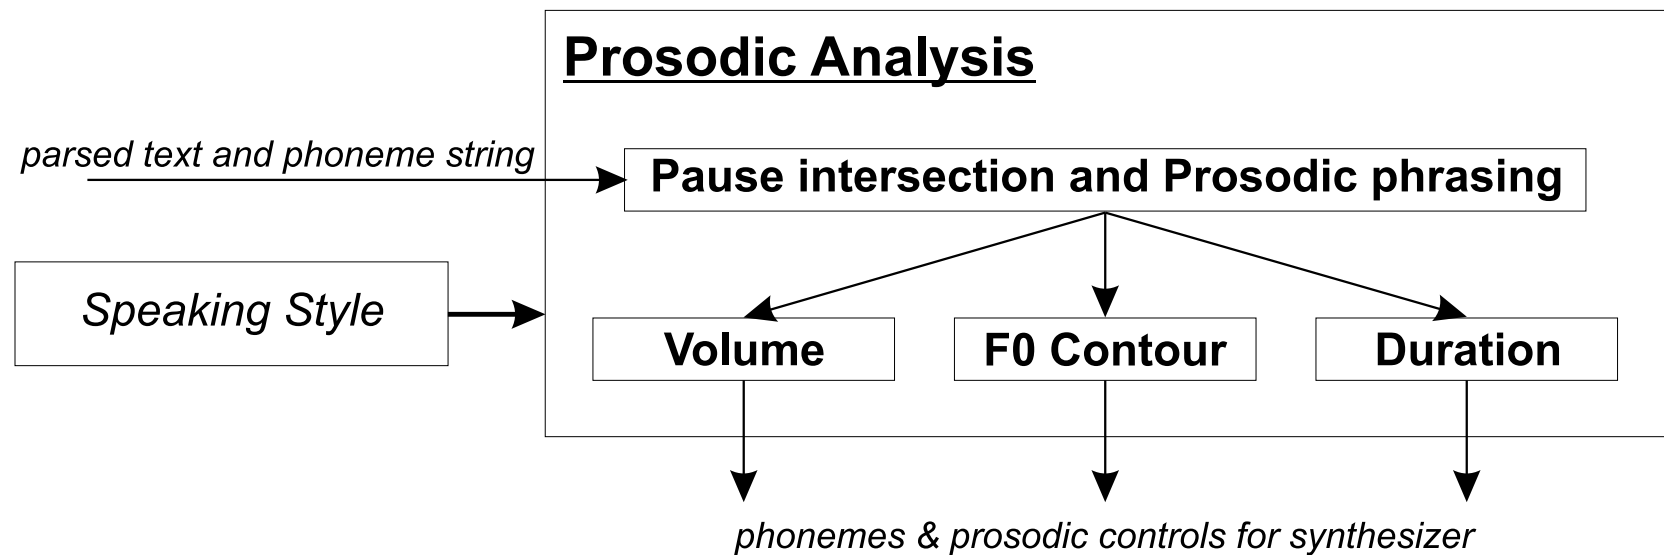 Prosodic Analysis
parsed text and phoneme string
Pause intersection and Prosodic phrasing
Speaking Style
Volume
F0 Contour
Duration
phonemes & prosodic controls for synthesizer